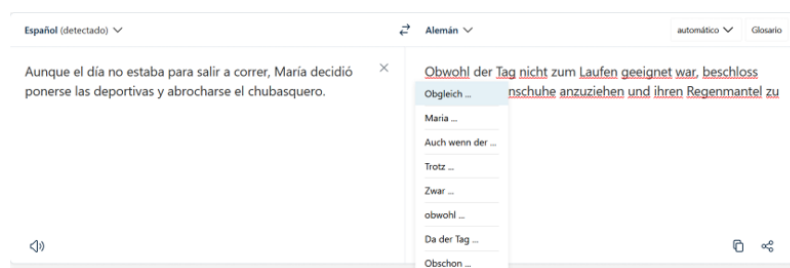 Español (detectado)
Alemán
automático
Glosario
Aunque el día no estaba para salir a correr, María decidió
ponerse las deportivas y abrocharse el chubasquero.
Obwohl der Tag nicht zum Laufen geeignet war, beschloss
nschuhe anzuziehen und ihren Regenmantel zu
Obgleich ...
Maria ...
Auch wenn der ...
Trotz ...
Zwar ...
obwohl ...
Da der Tag ...
Obschon ...